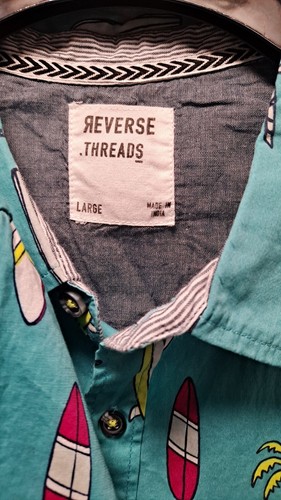 ЯEVERSE
.THREADS
LARGE
MADE IN
INDIA